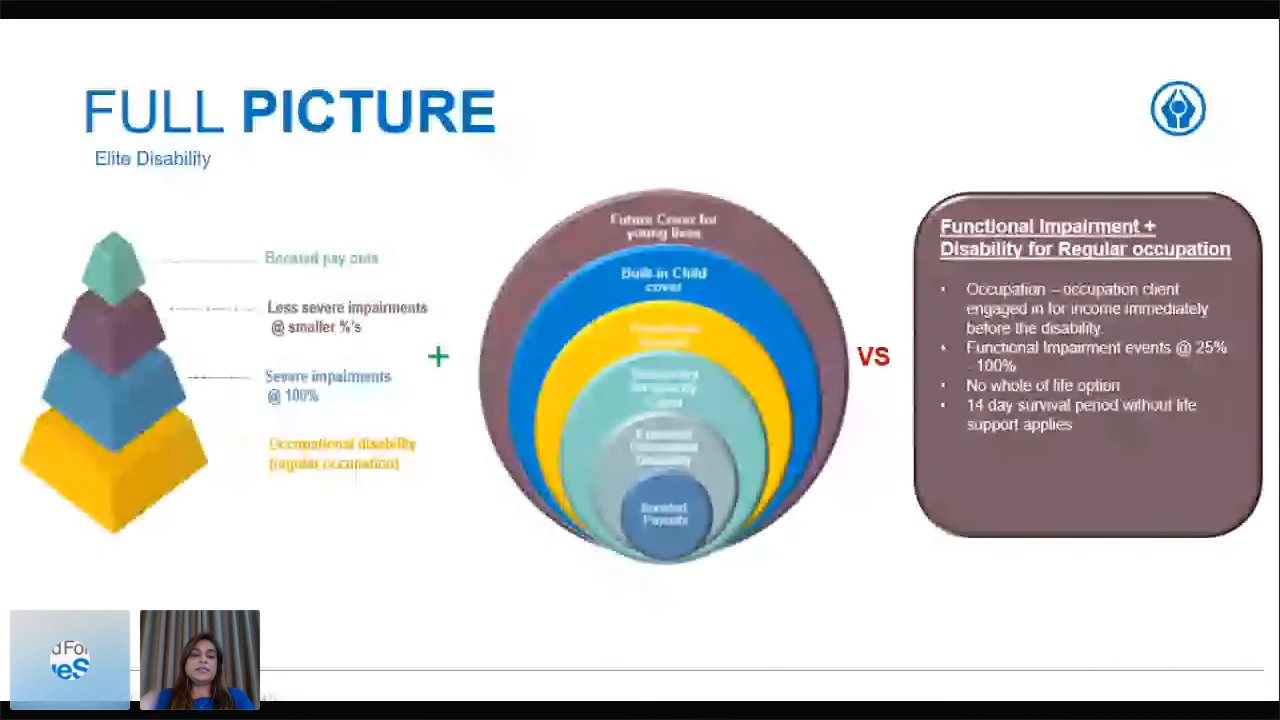 FULL PICTURE
Elite Disability
Boosted pay outs
Less severe impairments
@ smaller %'s
Severe impairments
@ 100%
Occupational disability
(regular occupation)
+
Future Cover for
young lives
Built-in Child
cover
Disability
Boosted
Payouts
VS
Functional Impairment +
Disability for Regular occupation
• Occupation – occupation client
engaged in for income immediately
before the disability.
• Functional Impairment events @ 25%
- 100%
• No whole of life option
• 14 day survival period without life
support applies
d For
eS